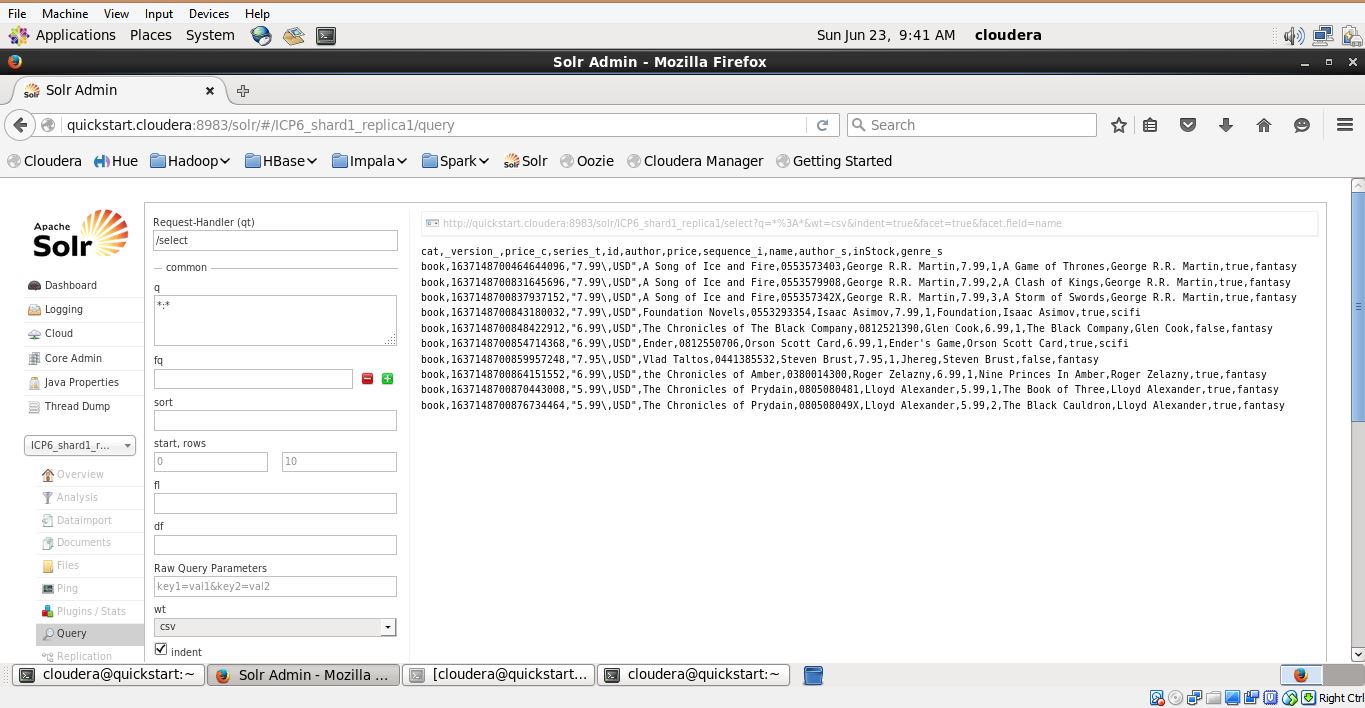 File Machine View Input Devices Help
Applications Places System Sun Jun 23, 9:41 AM cloudera
Solr Admin - Mozilla Firefox
Solr Admin
quickstart.cloudera:8983/solr/#/ICP6_shard1_replica1/query Search
Cloudera Hue Hadoop HBase Impala Spark Solr Oozie Cloudera Manager Getting Started
Apache
Solr
Dashboard
Logging
Cloud
Core Admin
Java Properties
Thread Dump
ICP6_shard1_r...
Overview
Analysis
Dataimport
Documents
Files
Ping
Plugins / Stats
Query
Replication
Request-Handler (qt)
/select
common
q
*:*
fq
sort
start, rows
0 10
fl
df
Raw Query Parameters
key1=val1&key2=val2
wt
csv
indent
http://quickstart.cloudera:8983/solr/ICP6_shard1_replica1/select?q=*%3A*&wt=csv&indent=true&facet=true&facet.field=name
cat,_version_,price_c,series_t,id,author,price,sequence_i,name,author_s,inStock,genre_s
book,1637148700464644096,"7.99\,USD",A Song of Ice and Fire,0553573403,George R.R. Martin,7.99,1,A Game of Thrones,George R.R. Martin,true,fantasy
book,1637148700831645696,"7.99\,USD",A Song of Ice and Fire,0553579908,George R.R. Martin,7.99,2,A Clash of Kings,George R.R. Martin,true,fantasy
book,1637148700837937152,"7.99\,USD",A Song of Ice and Fire,055357342X,George R.R. Martin,7.99,3,A Storm of Swords,George R.R. Martin,true,fantasy
book,1637148700843180032,"7.99\,USD",Foundation Novels,0553293354,Isaac Asimov,7.99,1,Foundation,Isaac Asimov,true,scifi
book,1637148700848422912,"6.99\,USD",The Chronicles of The Black Company,0812521390,Glen Cook,6.99,1,The Black Company,Glen Cook,false,fantasy
book,1637148700854714368,"6.99\,USD",Ender,0812550706,Orson Scott Card,6.99,1,Ender's Game,Orson Scott Card,true,scifi
book,1637148700859957248,"7.95\,USD",Vlad Taltos,0441385532,Steven Brust,7.95,1,Jhereg,Steven Brust,false,fantasy
book,1637148700864151552,"6.99\,USD",the Chronicles of Amber,0380014300,Roger Zelazny,6.99,1,Nine Princes In Amber,Roger Zelazny,true,fantasy
book,1637148700870443008,"5.99\,USD",the Chronicles of Prydain,0805080481,Lloyd Alexander,5.99,1,The Book of Three,Lloyd Alexander,true,fantasy
book,1637148700876734464,"5.99\,USD",The Chronicles of Prydain,080508049X,Lloyd Alexander,5.99,2,The Black Cauldron,Lloyd Alexander,true,fantasy
cloudera@quickstart:~ Solr Admin - Mozilla ... [cloudera@quickstart... cloudera@quickstart:~
Right Ctrl